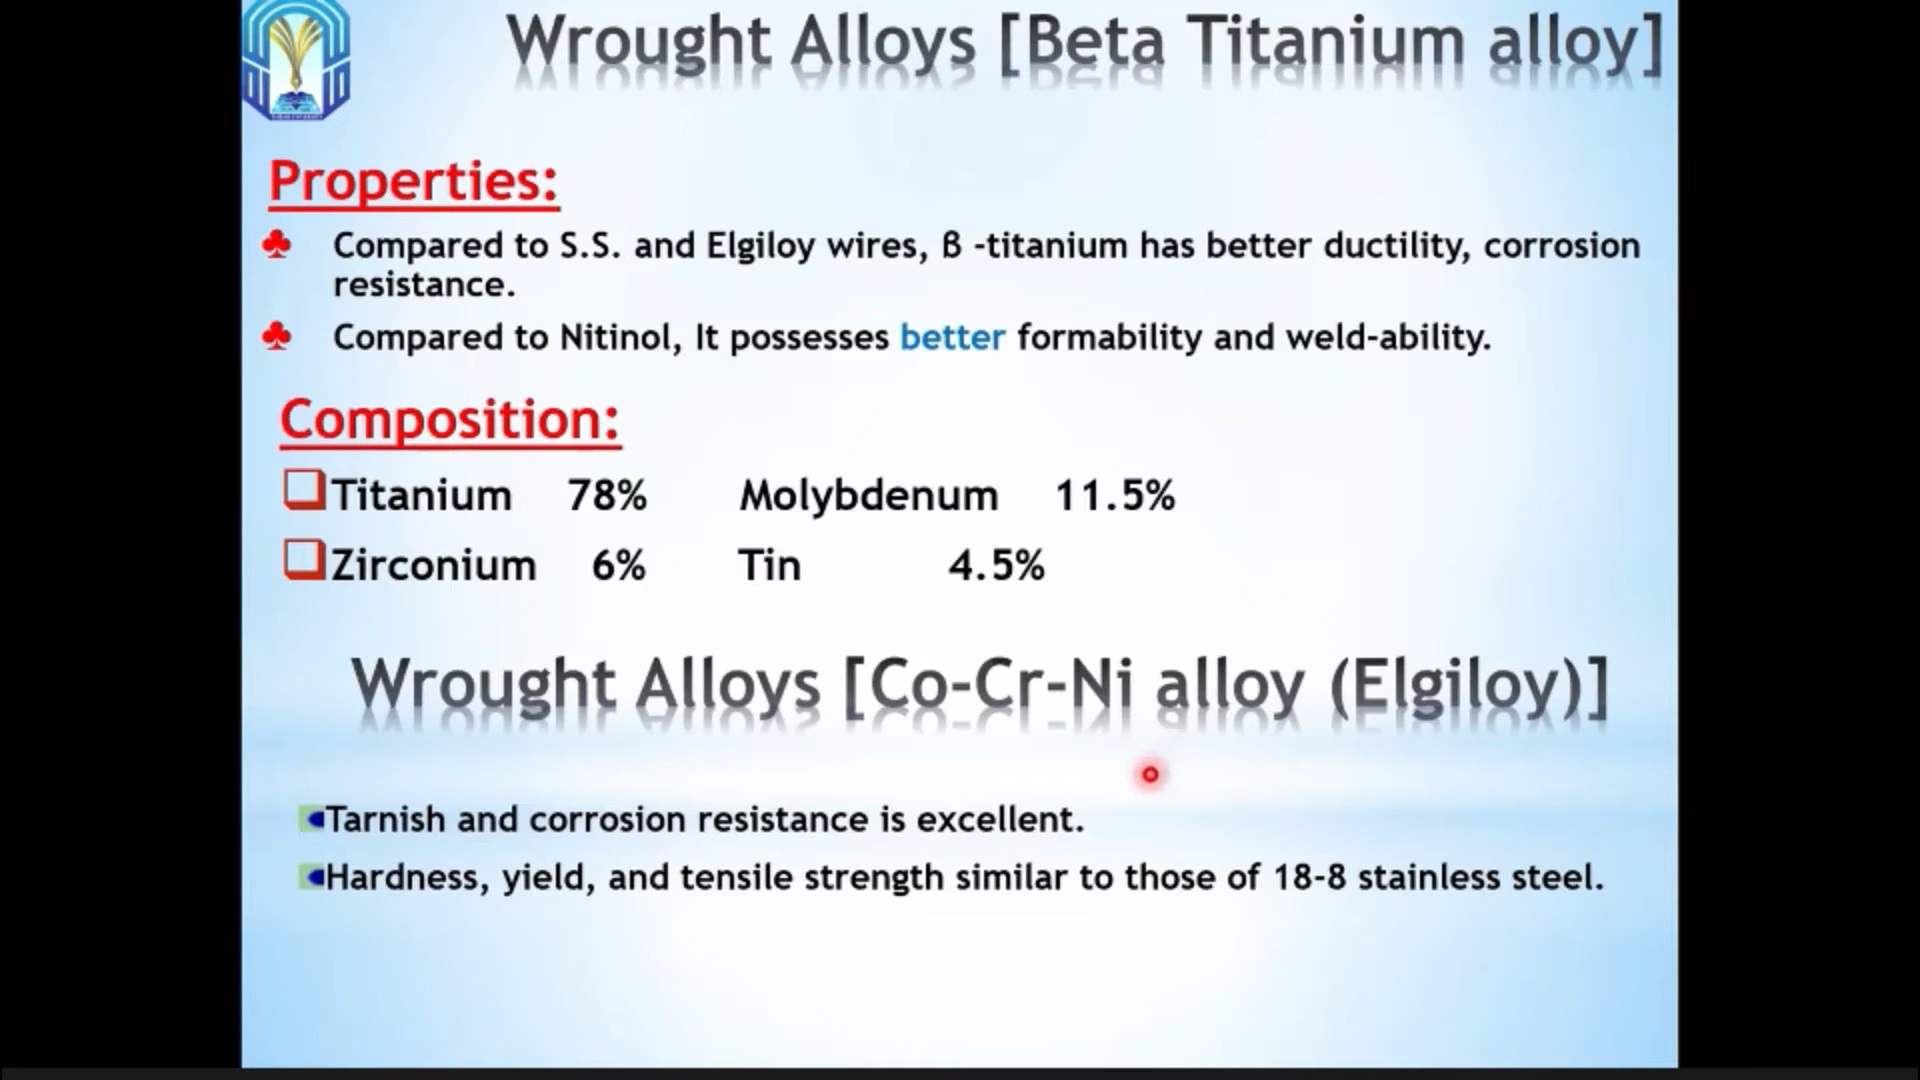 Wrought Alloys [Beta Titanium alloy]
Properties:
Compared to S.S. and Elgiloy wires, ß -titanium has better ductility, corrosion
resistance.
Compared to Nitinol, It possesses better formability and weld-ability.
Composition:
Titanium 78% Molybdenum 11.5%
Zirconium 6% Tin 4.5%
Wrought Alloys [Co-Cr-Ni alloy (Elgiloy)]
Tarnish and corrosion resistance is excellent.
Hardness, yield, and tensile strength similar to those of 18-8 stainless steel.